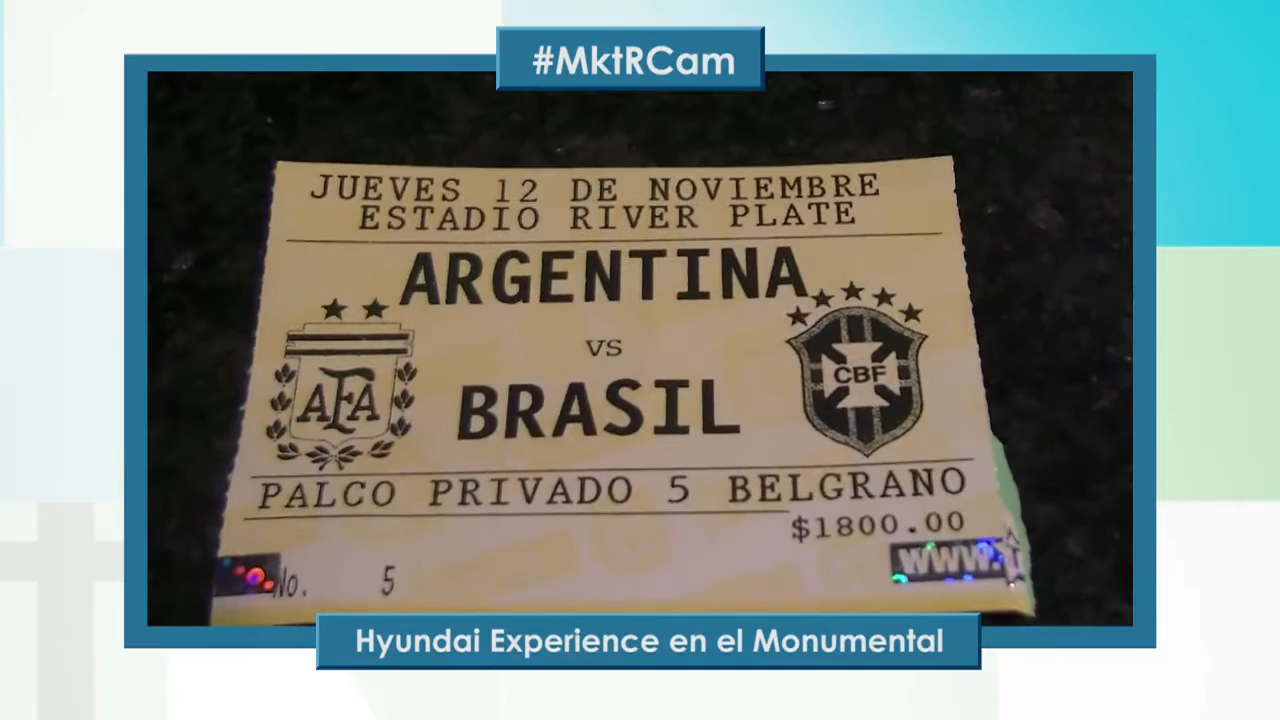 #MktRCam
JUEVES 12 DE NOVIEMBRE
ESTADIO RIVER PLATE
ARGENTINA
vs
BRASIL
AFA
CBF
PALCO PRIVADO 5 BELGRANO
$1800.00
No. 5
www.
Hyundai Experience en el Monumental